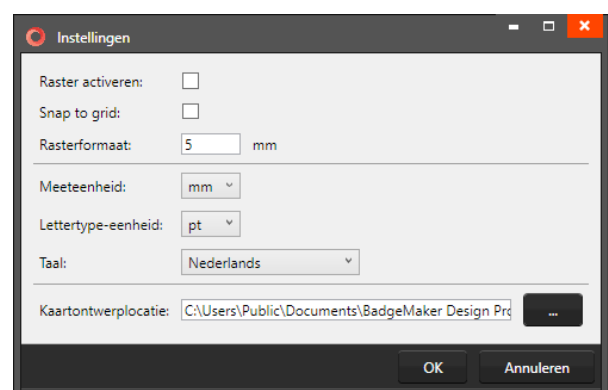 Instellingen
Raster activeren:
Snap to grid:
Rasterformaat: 5 mm
Meeteenheid: mm
Lettertype-eenheid: pt
Taal: Nederlands
Kaartontwerplocatie: C:\Users\Public\Documents\BadgeMaker Design Pro ...
OK Annuleren